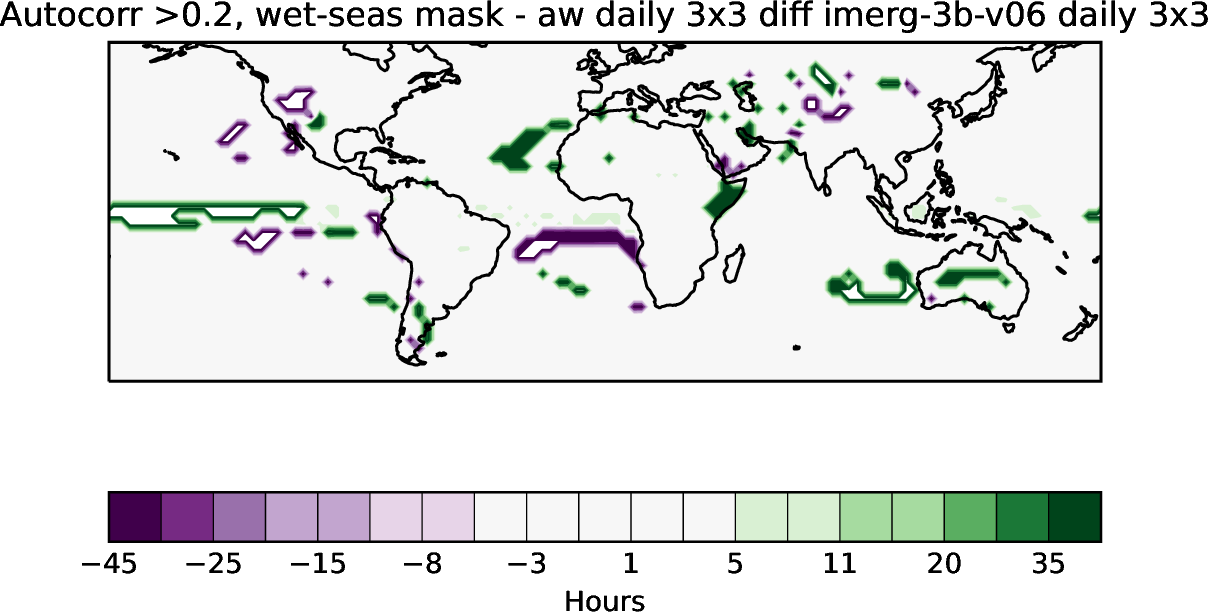 Autocorr >0.2, wet-seas mask - aw daily 3x3 diff imerg-3b-v06 daily 3x3
−45 −25 −15 −8 −3 1 5 11 20 35
Hours